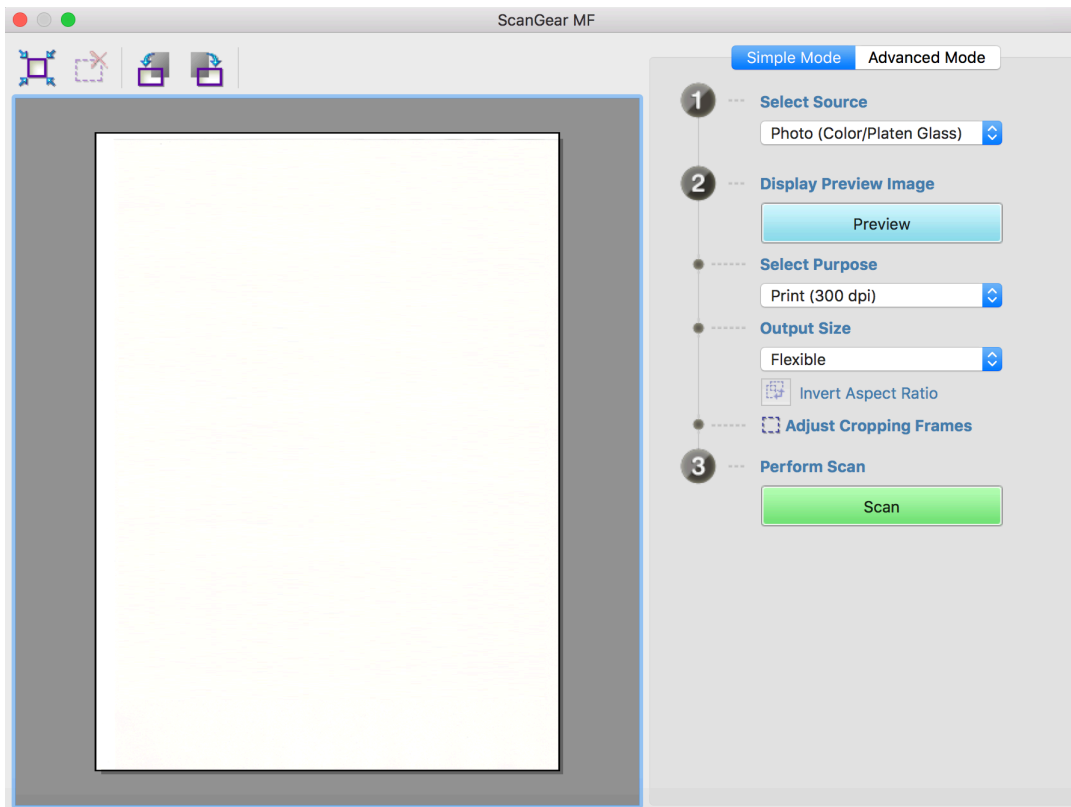 ScanGear MF
Simple Mode Advanced Mode
1 Select Source
Photo (Color/Platen Glass)
2 Display Preview Image
Preview
Select Purpose
Print (300 dpi)
Output Size
Flexible
Invert Aspect Ratio
Adjust Cropping Frames
3 Perform Scan
Scan